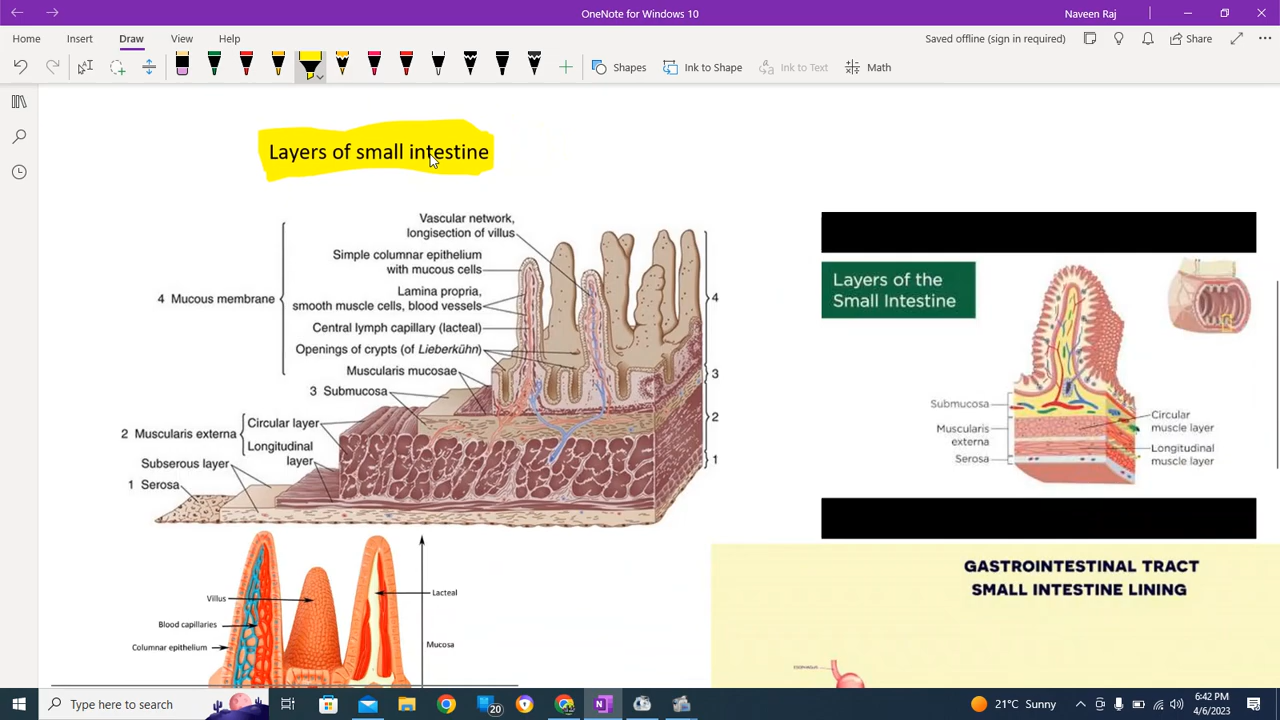 OneNote for Windows 10
Naveen Raj
Home Insert Draw View Help
Saved offline (sign in required)
Share
Shapes
Ink to Shape
Ink to Text
Math
Layers of small intestine
Vascular network,
longisection of villus
Simple columnar epithelium
with mucous cells
Lamina propria,
smooth muscle cells, blood vessels
4 Mucous membrane
Central lymph capillary (lacteal)
Openings of crypts (of Lieberkühn)
Muscularis mucosae
3 Submucosa
Circular layer
2 Muscularis externa
Longitudinal
layer
Subserous layer
1 Serosa
4
3
2
1
Layers of the
Small Intestine
Submucosa
Muscularis
externa
Serosa
Circular
muscle layer
Longitudinal
muscle layer
Villus
Blood capillaries
Columnar epithelium
Lacteal
Mucosa
GASTROINTESTINAL TRACT
SMALL INTESTINE LINING
Type here to search
20
21°C Sunny
6:42 PM
4/6/2023